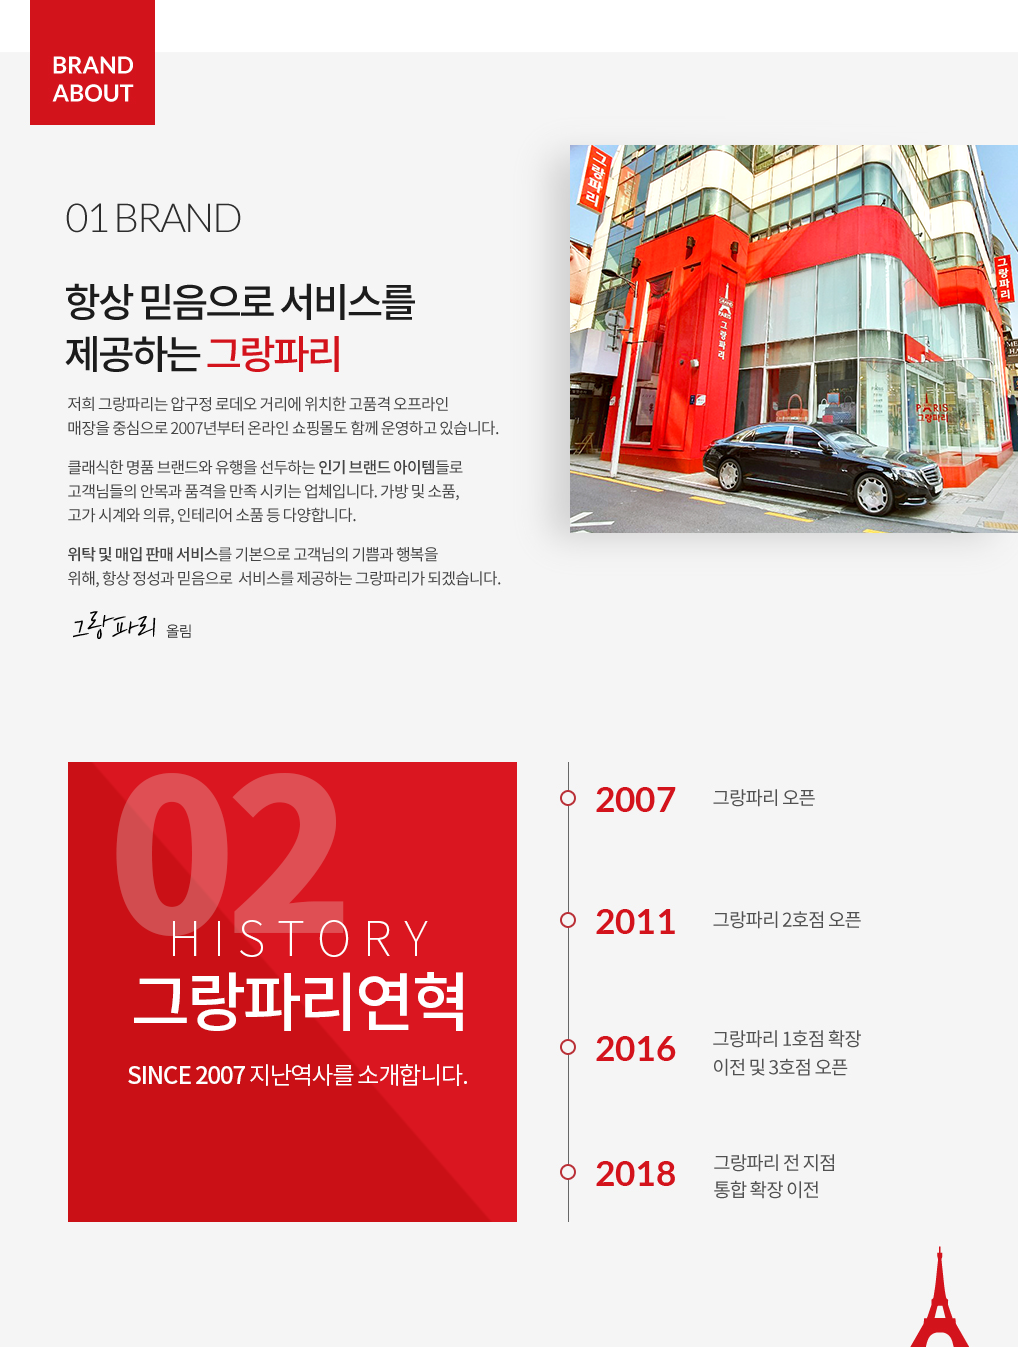 BRAND
ABOUT
01 BRAND
항상 믿음으로 서비스를
제공하는 그랑파리
저희 그랑파리는 압구정 로데오 거리에 위치한 고품격 오프라인
매장을 중심으로 2007년부터 온라인 쇼핑몰도 함께 운영하고 있습니다.
클래식한 명품 브랜드와 유행을 선두하는 인기 브랜드 아이템들로
고객님들의 안목과 품격을 만족 시키는 업체입니다. 가방 및 소품,
고가 시계와 의류, 인테리어 소품 등 다양합니다.
위탁 및 매입 판매 서비스를 기본으로 고객님의 기쁨과 행복을
위해, 항상 정성과 믿음으로 서비스를 제공하는 그랑파리가 되겠습니다.
그랑파리 올림
그랑파리
그랑파리
GRAND
PARIS
그랑파리
PARIS
그랑파리
02
HISTORY
그랑파리연혁
SINCE 2007 지난역사를 소개합니다.
2007 그랑파리 오픈
2011 그랑파리 2호점 오픈
2016 그랑파리 1호점 확장
이전 및 3호점 오픈
2018 그랑파리 전 지점
통합 확장 이전